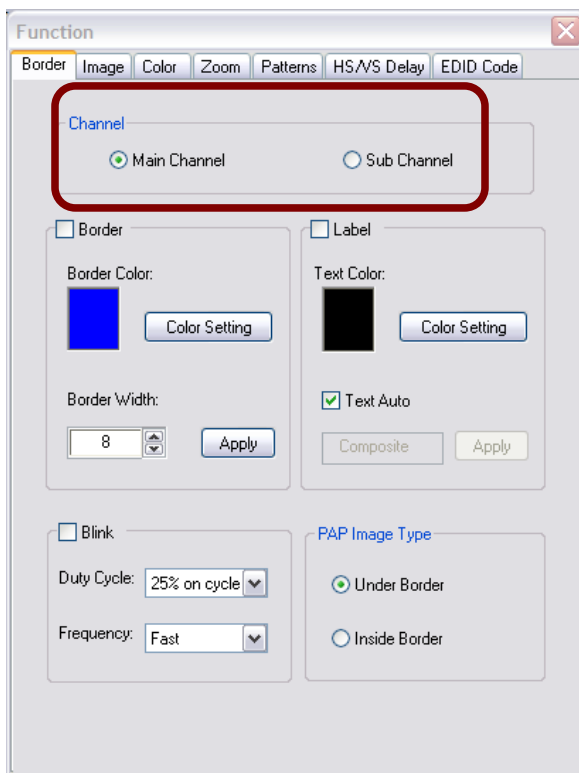 Function
Border Image Color Zoom Patterns HS/VS Delay EDID Code
Channel
Main Channel Sub Channel
Border Label
Border Color: Text Color:
Color Setting Color Setting
Border Width: Text Auto
8 Apply Composite Apply
Blink PAP Image Type
Duty Cycle: 25% on cycle Under Border
Frequency: Fast Inside Border